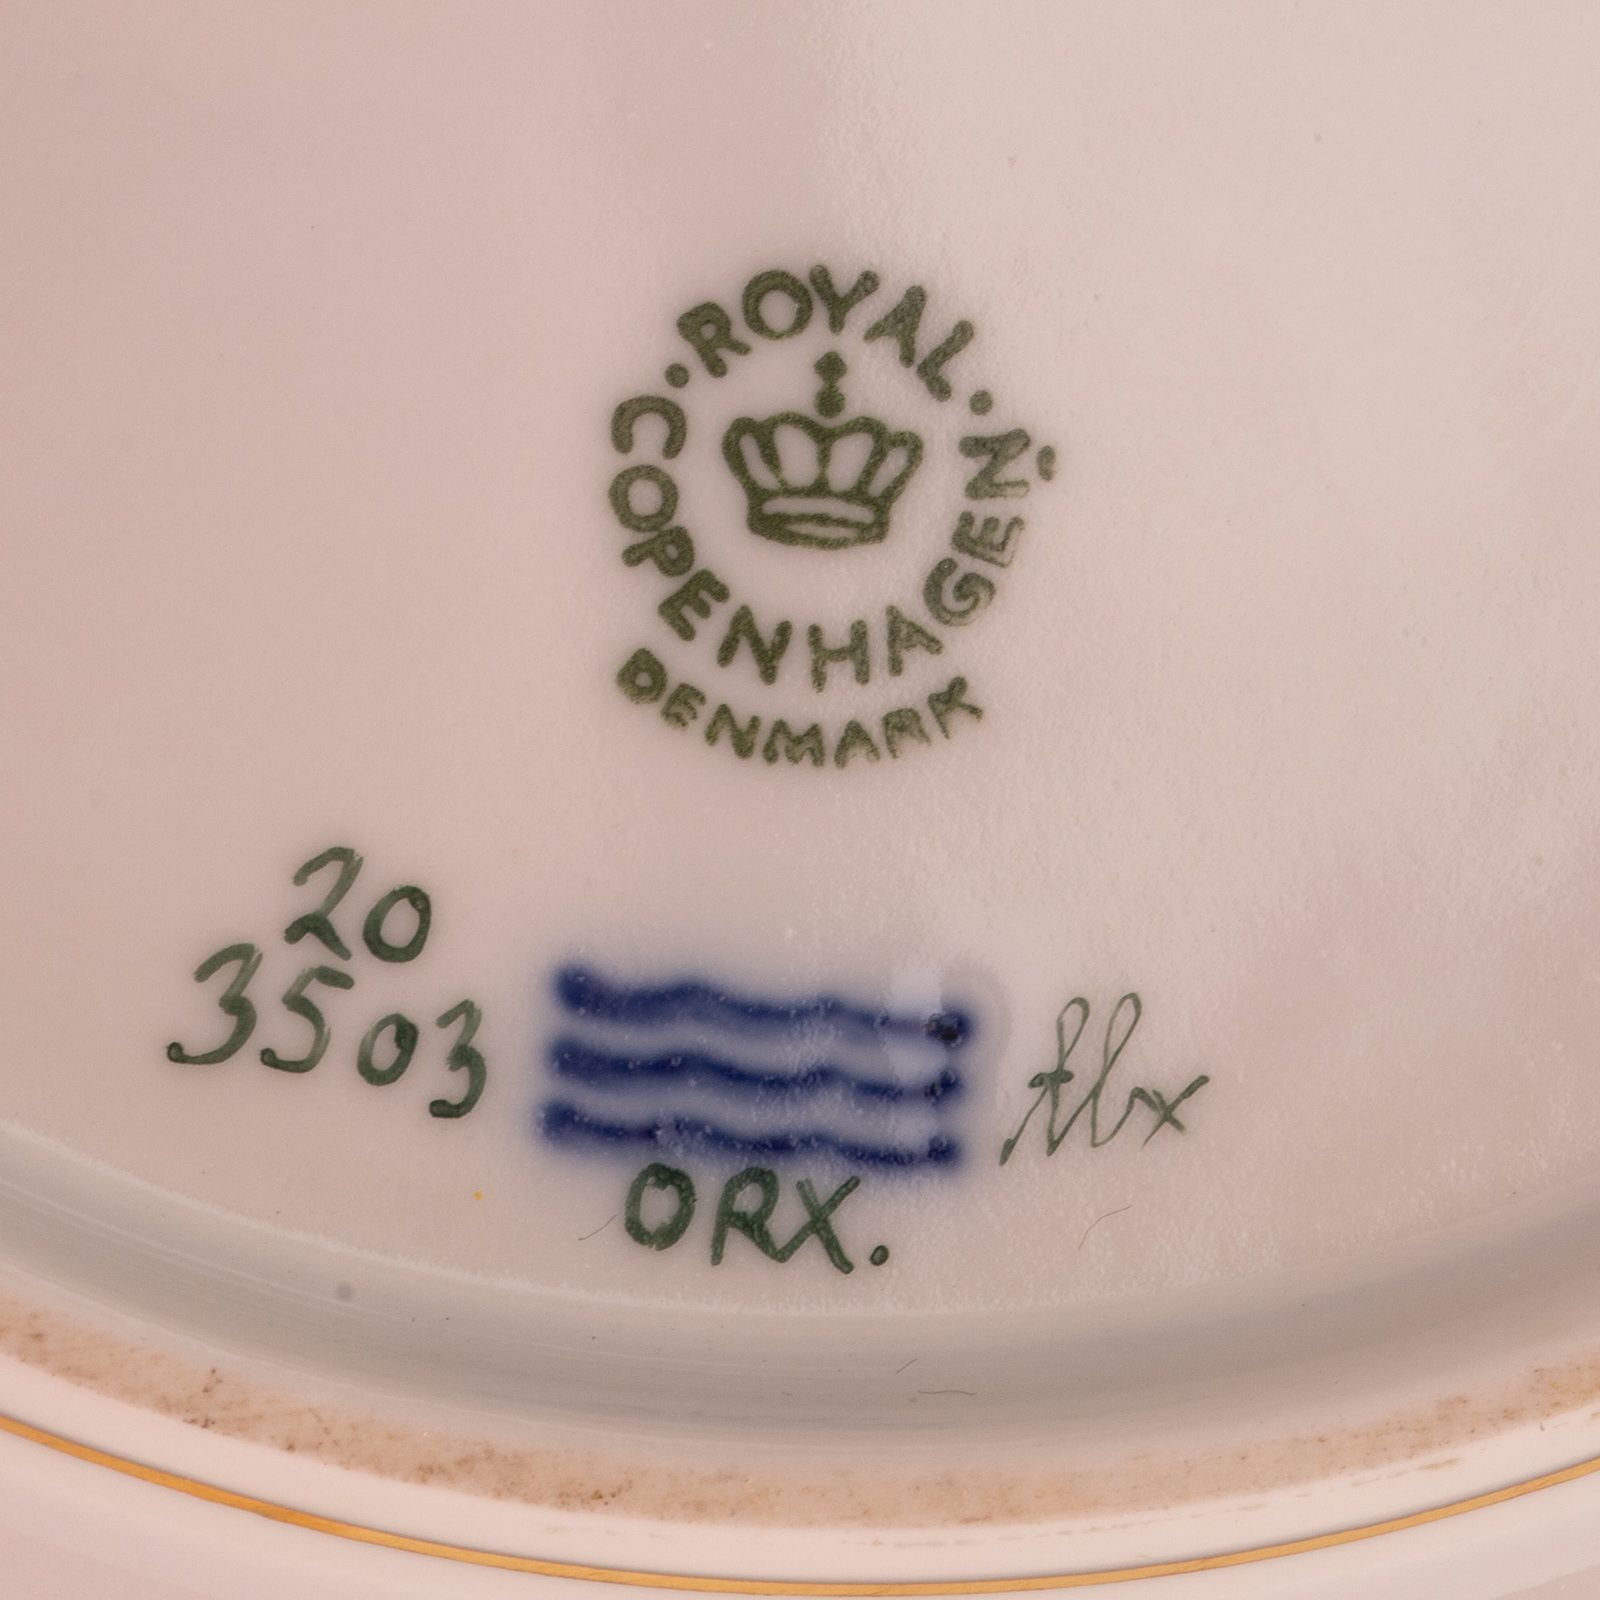 · ROYAL ·
COPENHAGEN
DENMARK
20
3503
ORX.